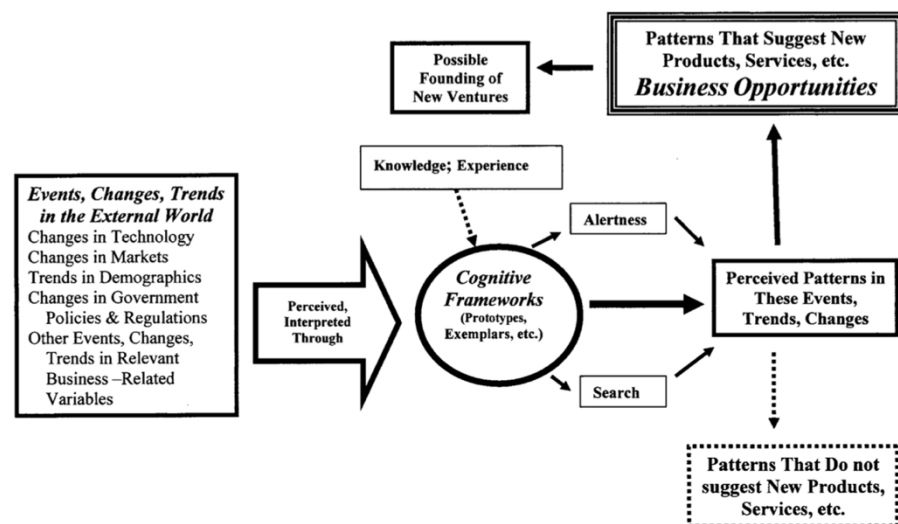 Patterns That Suggest New
Products, Services, etc.
Business Opportunities
Possible
Founding of
New Ventures
Knowledge; Experience
Events, Changes, Trends
in the External World
Changes in Technology
Changes in Markets
Trends in Demographics
Changes in Government
Policies & Regulations
Other Events, Changes,
Trends in Relevant
Business –Related
Variables
Perceived,
Interpreted
Through
Cognitive
Frameworks
(Prototypes,
Exemplars, etc.)
Alertness
Search
Perceived Patterns in
These Events,
Trends, Changes
Patterns That Do not
suggest New Products,
Services, etc.